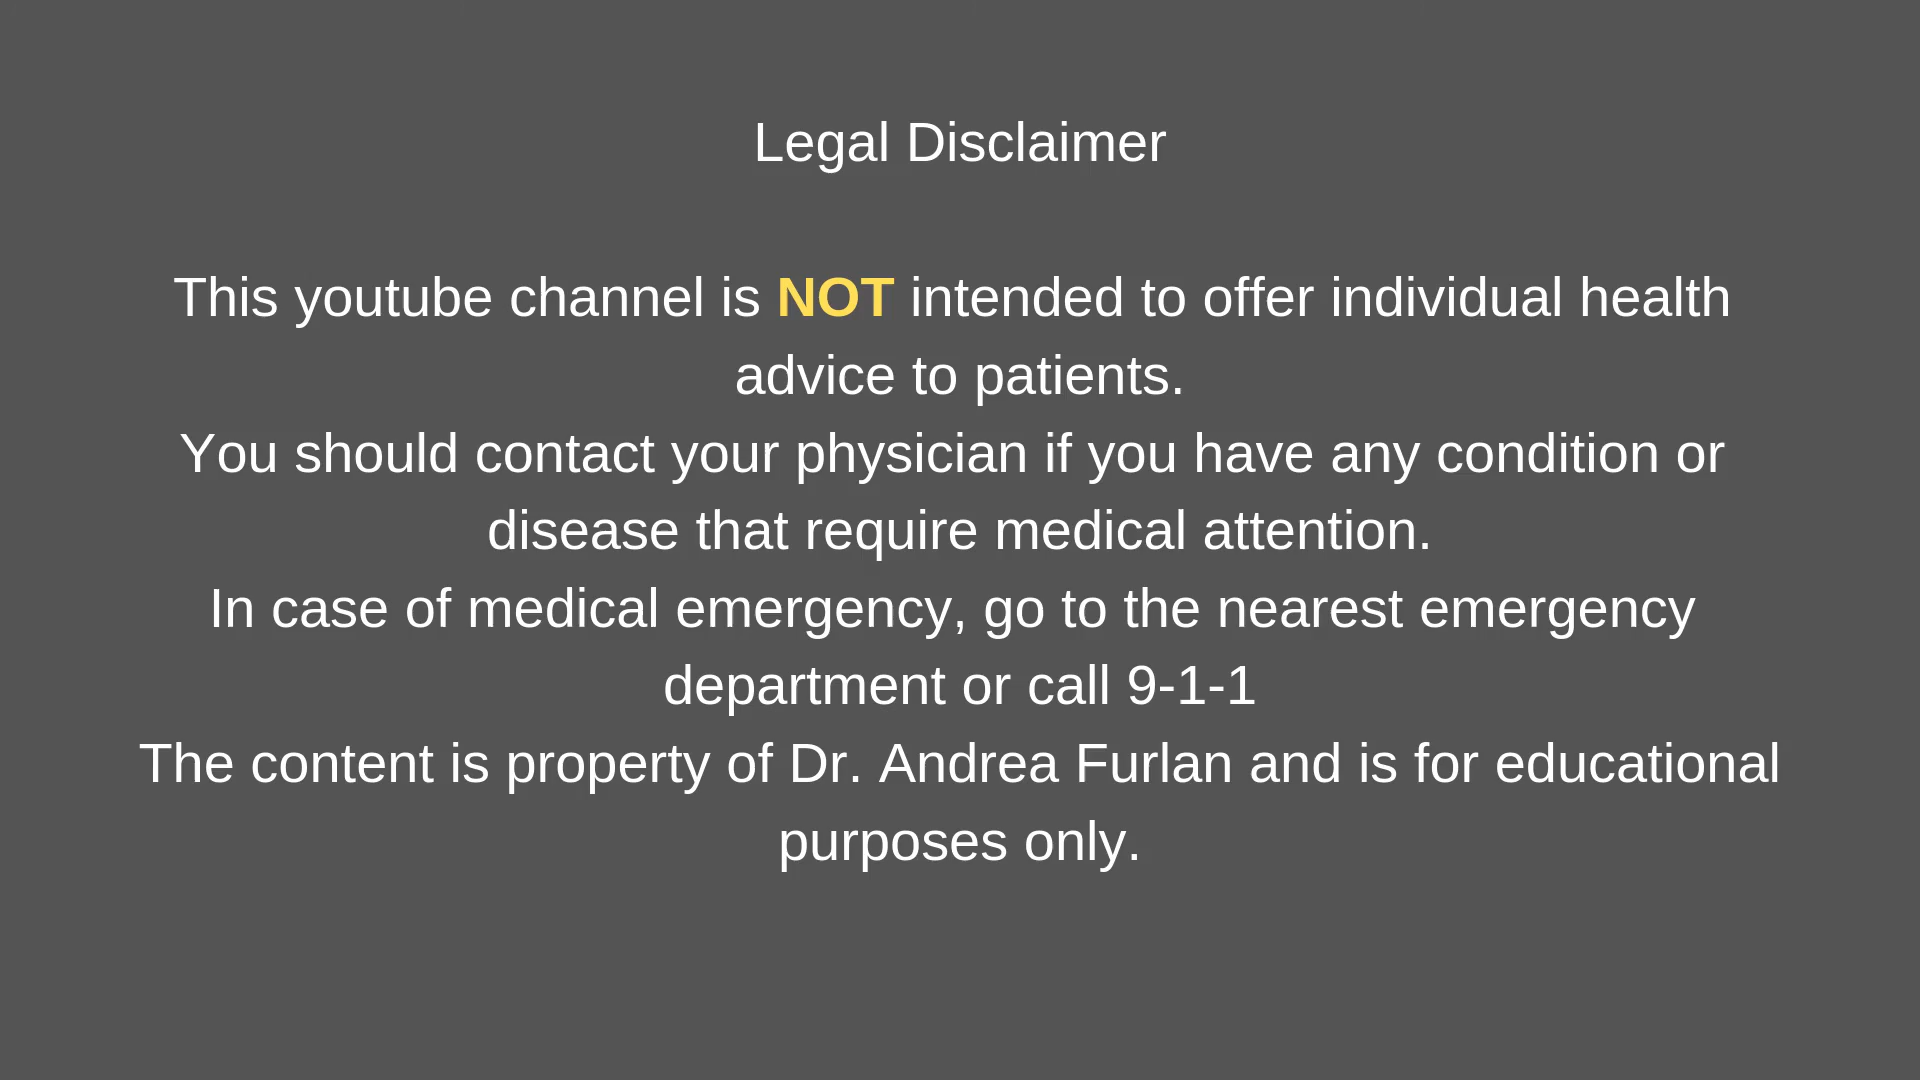 Legal Disclaimer
This youtube channel is NOT intended to offer individual health
advice to patients.
You should contact your physician if you have any condition or
disease that require medical attention.
In case of medical emergency, go to the nearest emergency
department or call 9-1-1
The content is property of Dr. Andrea Furlan and is for educational
purposes only.